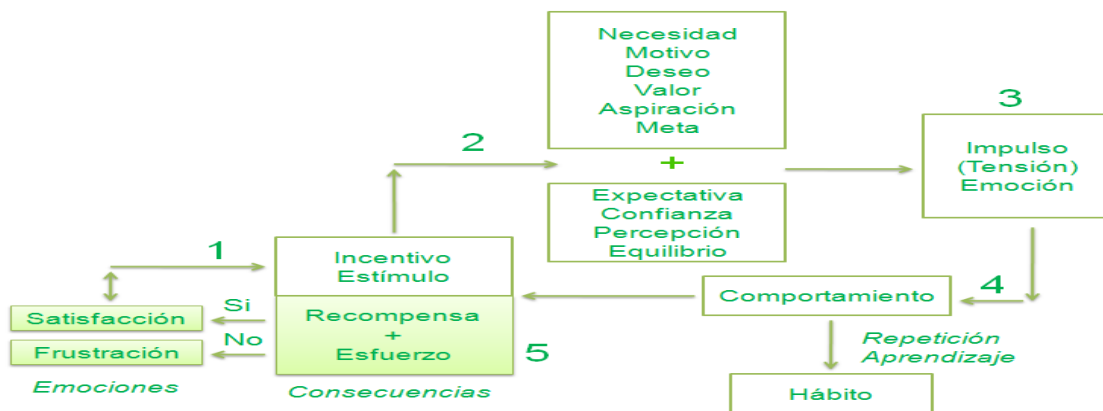 Necesidad
Motivo
Deseo
Valor
Aspiración
Meta
+
Expectativa
Confianza
Percepción
Equilibrio
3
Impulso
(Tensión)
Emoción
2
1
Incentivo
Estímulo
4
Comportamiento
Si
Satisfacción
Recompensa
+
Esfuerzo
No
Frustración
5
Repetición
Aprendizaje
Emociones
Consecuencias
Hábito